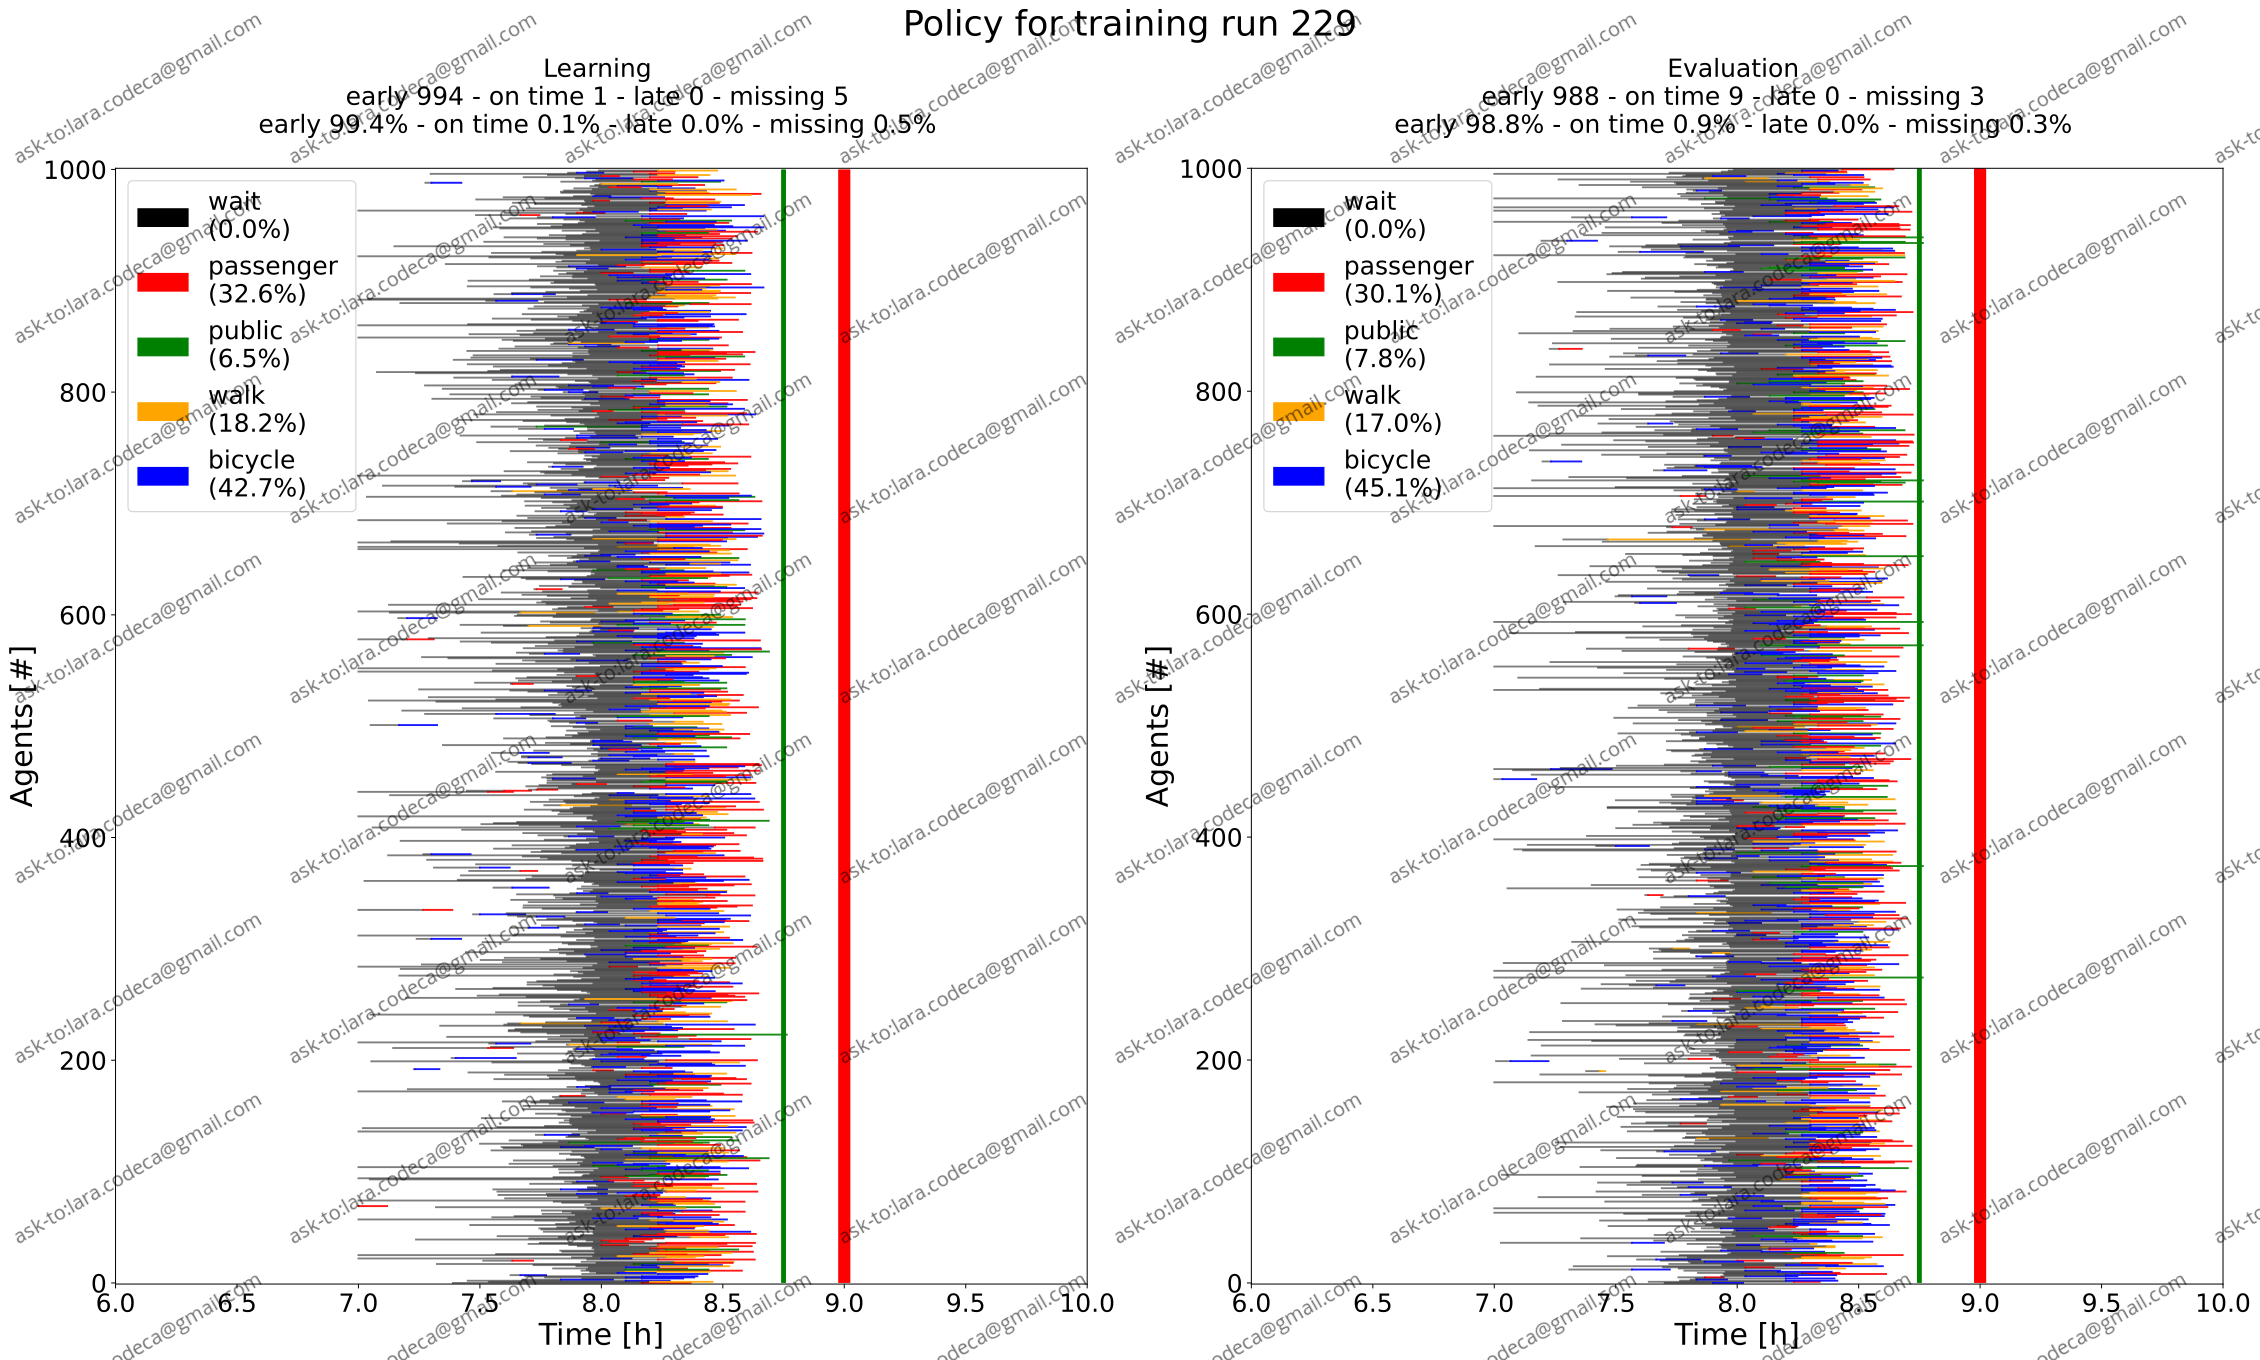 Policy for training run 229
Learning
early 994 - on time 1 - late 0 - missing 5
early 99.4% - on time 0.1% - late 0.0% - missing 0.5%
Agents [#]
1000
800
600
400
200
0
wait
(0.0%)
passenger
(32.6%)
public
(6.5%)
walk
(18.2%)
bicycle
(42.7%)
6.0 6.5 7.0 7.5 8.0 8.5 9.0 9.5 10.0
Time [h]
Evaluation
early 988 - on time 9 - late 0 - missing 3
early 98.8% - on time 0.9% - late 0.0% - missing 0.3%
Agents [#]
1000
800
600
400
200
0
wait
(0.0%)
passenger
(30.1%)
public
(7.8%)
walk
(17.0%)
bicycle
(45.1%)
6.0 6.5 7.0 7.5 8.0 8.5 9.0 9.5 10.0
Time [h]
ask-to:lara.codeca@gmail.com